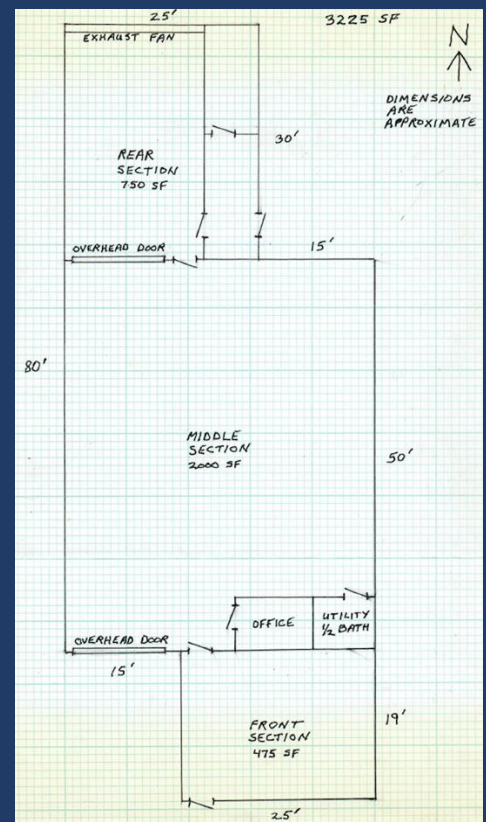 25'
3225 SF
N
EXHAUST FAN
DIMENSIONS
ARE
APPROXIMATE
30'
REAR
SECTION
750 SF
OVERHEAD DOOR
15'
80'
MIDDLE
SECTION
2000 SF
50'
OFFICE
UTILITY
1/2 BATH
OVERHEAD DOOR
15'
FRONT
SECTION
475 SF
19'
25'